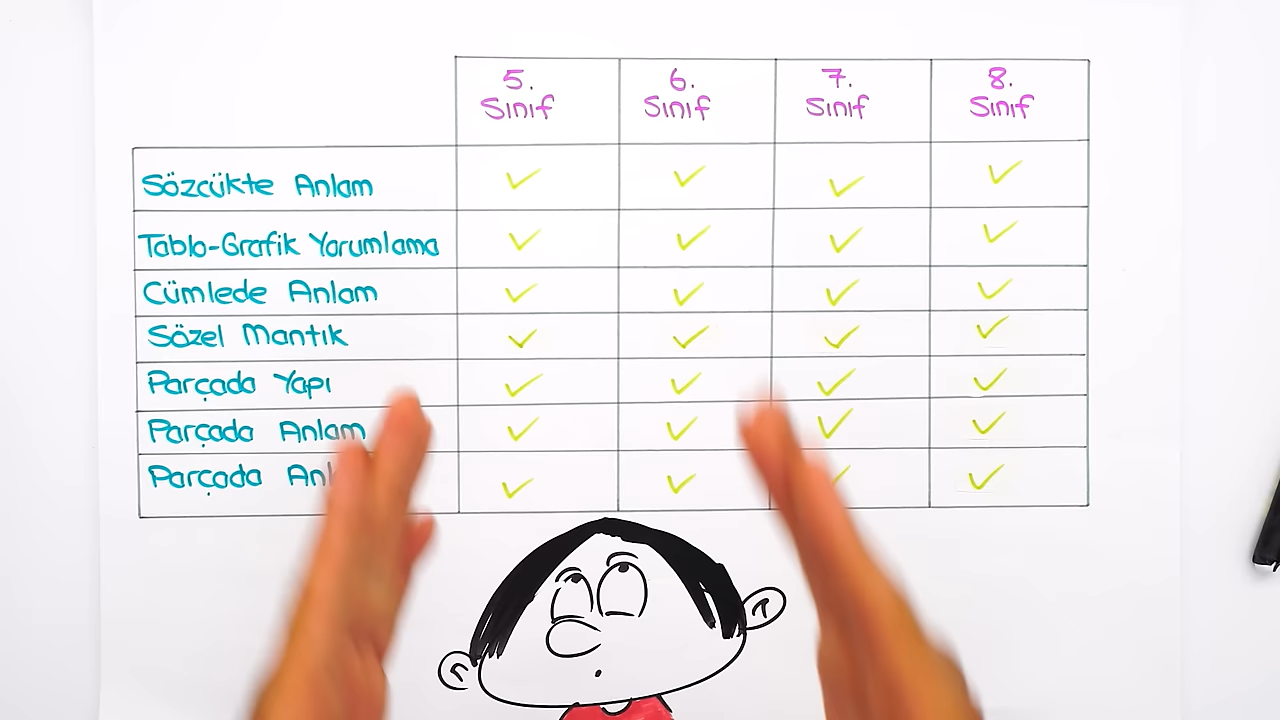 5. Sınıf 6. Sınıf 7. Sınıf 8. Sınıf
Sözcükte Anlam ✓ ✓ ✓ ✓
Tablo-Grafik Yorumlama ✓ ✓ ✓ ✓
Cümlede Anlam ✓ ✓ ✓ ✓
Sözel Mantık ✓ ✓ ✓ ✓
Parçada Yapı ✓ ✓ ✓ ✓
Parçada Anlam ✓ ✓ ✓ ✓
Parçada ✓ ✓ ✓ ✓